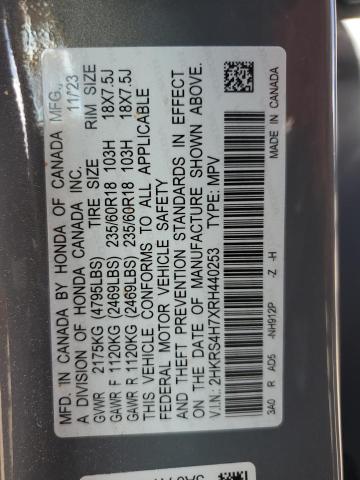 MFD. IN CANADA BY HONDA OF CANADA MFG.,
A DIVISION OF HONDA CANADA INC. 11/23
GVWR 2175KG (4795LBS) TIRE SIZE RIM SIZE
GAWR F 1120KG (2469LBS) 235/60R18 103H 18X7.5J
GAWR R 1120KG (2469LBS) 235/60R18 103H 18X7.5J
THIS VEHICLE CONFORMS TO ALL APPLICABLE
FEDERAL MOTOR VEHICLE SAFETY
AND THEFT PREVENTION STANDARDS IN EFFECT
ON THE DATE OF MANUFACTURE SHOWN ABOVE.
V.I.N.: 2HKRS4H7XRH440253 TYPE: MPV
3A0 R AD5 -NH912P -Z -H MADE IN CANADA